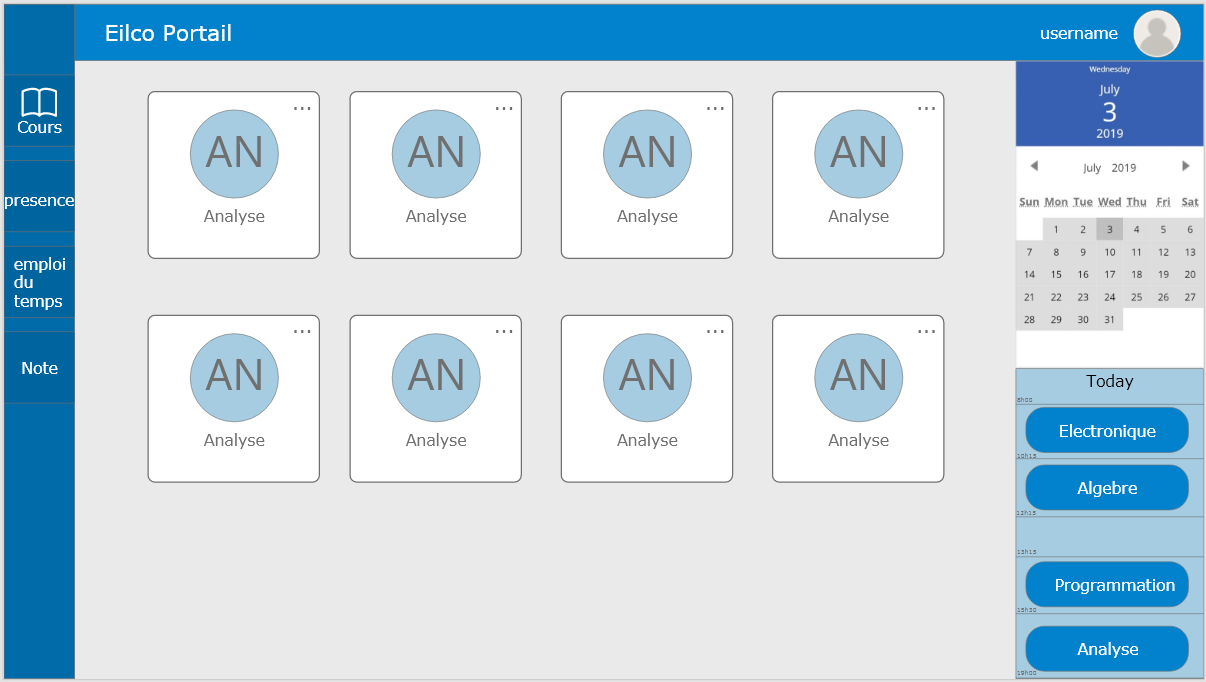 Eilco Portail
username
Cours
presence
emploi
du
temps
Note
...
AN
Analyse
...
AN
Analyse
...
AN
Analyse
...
AN
Analyse
...
AN
Analyse
...
AN
Analyse
...
AN
Analyse
...
AN
Analyse
Wednesday
July
3
2019
July 2019
Sun Mon Tue Wed Thu Fri Sat
1 2 3 4 5 6
7 8 9 10 11 12 13
14 15 16 17 18 19 20
21 22 23 24 25 26 27
28 29 30 31
Today
Electronique
10h15
Algebre
12h15
Programmation
Analyse
19h00